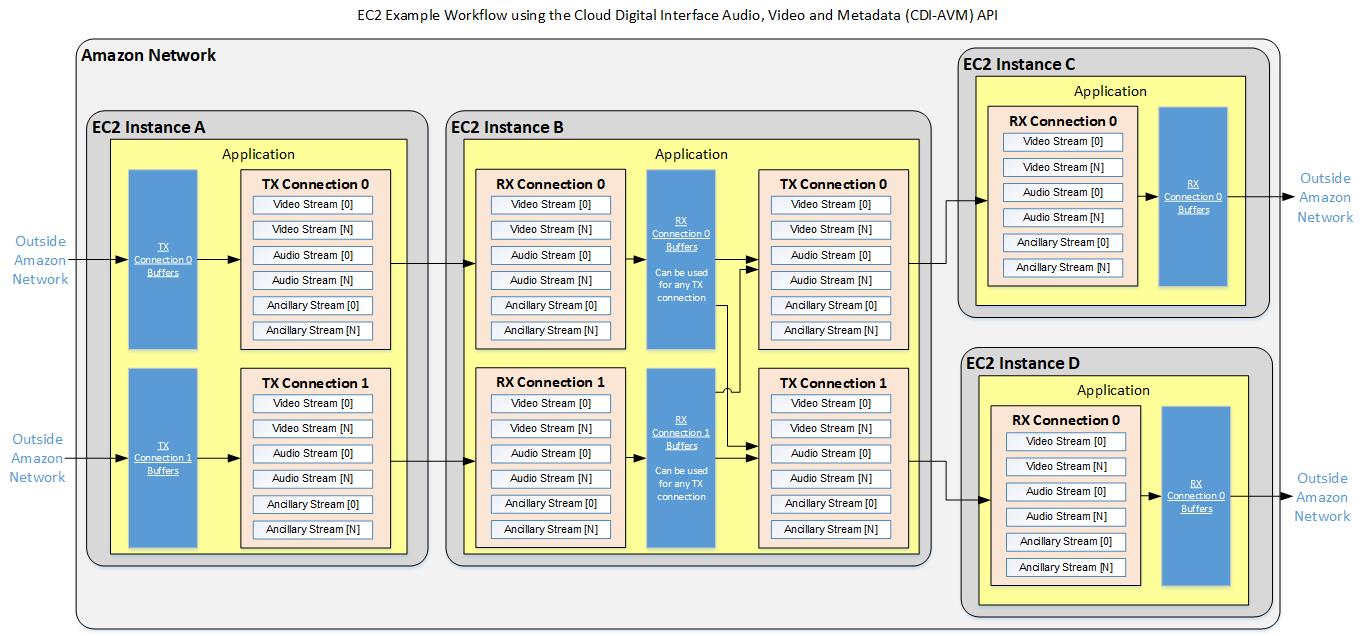 EC2 Example Workflow using the Cloud Digital Interface Audio, Video and Metadata (CDI-AVM) API
Amazon Network
Outside
Amazon
Network
Outside
Amazon
Network
EC2 Instance A
Application
TX
Connection 0
Buffers
TX Connection 0
Video Stream [0]
Video Stream [N]
Audio Stream [0]
Audio Stream [N]
Ancillary Stream [0]
Ancillary Stream [N]
TX
Connection 1
Buffers
TX Connection 1
Video Stream [0]
Video Stream [N]
Audio Stream [0]
Audio Stream [N]
Ancillary Stream [0]
Ancillary Stream [N]
EC2 Instance B
Application
RX Connection 0
Video Stream [0]
Video Stream [N]
Audio Stream [0]
Audio Stream [N]
Ancillary Stream [0]
Ancillary Stream [N]
RX
Connection 0
Buffers
Can be used
for any TX
connection
TX Connection 0
Video Stream [0]
Video Stream [N]
Audio Stream [0]
Audio Stream [N]
Ancillary Stream [0]
Ancillary Stream [N]
RX Connection 1
Video Stream [0]
Video Stream [N]
Audio Stream [0]
Audio Stream [N]
Ancillary Stream [0]
Ancillary Stream [N]
RX
Connection 1
Buffers
Can be used
for any TX
connection
TX Connection 1
Video Stream [0]
Video Stream [N]
Audio Stream [0]
Audio Stream [N]
Ancillary Stream [0]
Ancillary Stream [N]
EC2 Instance C
Application
RX Connection 0
Video Stream [0]
Video Stream [N]
Audio Stream [0]
Audio Stream [N]
Ancillary Stream [0]
Ancillary Stream [N]
RX
Connection 0
Buffers
Outside
Amazon
Network
EC2 Instance D
Application
RX Connection 0
Video Stream [0]
Video Stream [N]
Audio Stream [0]
Audio Stream [N]
Ancillary Stream [0]
Ancillary Stream [N]
RX
Connection 0
Buffers
Outside
Amazon
Network